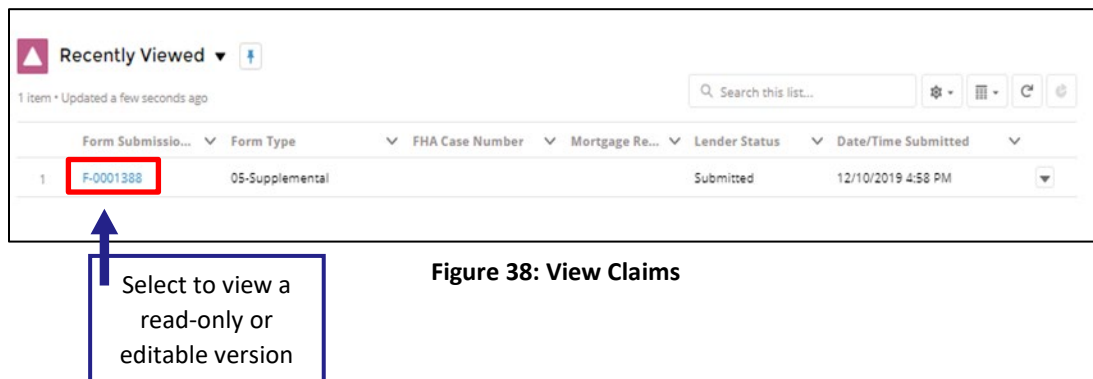 Recently Viewed
1 item • Updated a few seconds ago
Search this list...
Form Submissio... Form Type FHA Case Number Mortgage Re... Lender Status Date/Time Submitted
1 F-0001388 05-Supplemental Submitted 12/10/2019 4:58 PM
Figure 38: View Claims
Select to view a
read-only or
editable version